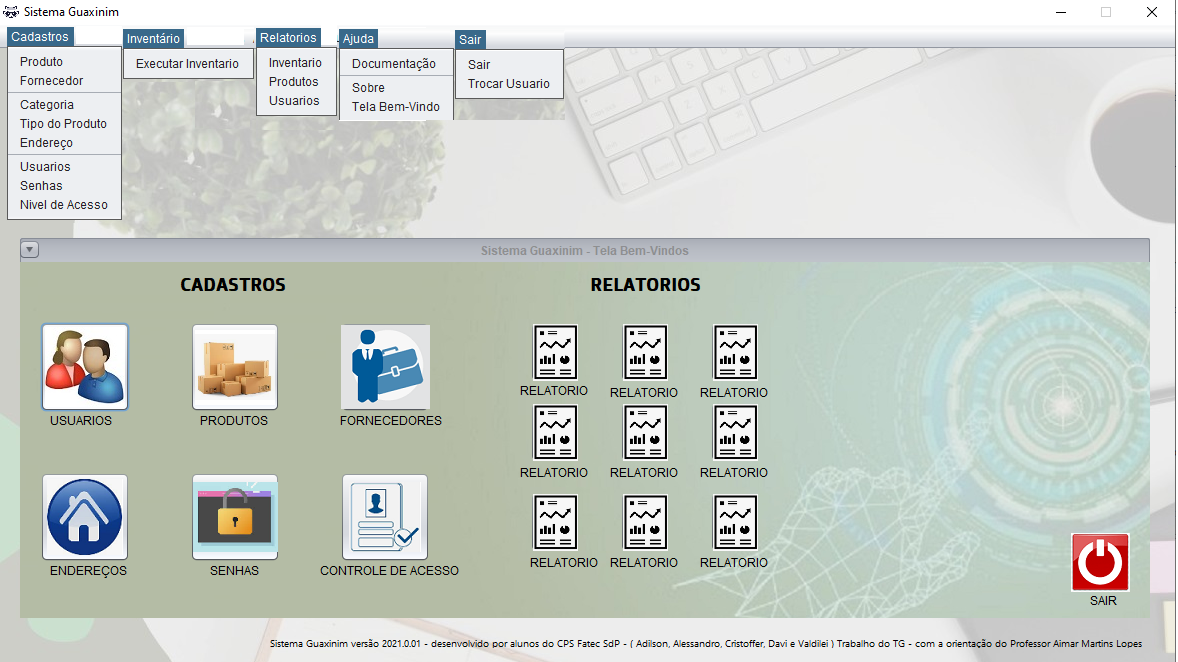 Sistema Guaxinim
Cadastros
Produto
Fornecedor
Categoria
Tipo do Produto
Endereço
Usuarios
Senhas
Nivel de Acesso
Inventário
Executar Inventario
Relatorios
Inventario
Produtos
Usuarios
Ajuda
Documentação
Sobre
Tela Bem-Vindo
Sair
Sair
Trocar Usuario
Sistema Guaxinim - Tela Bem-Vindos
CADASTROS
USUARIOS
PRODUTOS
FORNECEDORES
ENDEREÇOS
SENHAS
CONTROLE DE ACESSO
RELATORIOS
RELATORIO
RELATORIO
RELATORIO
RELATORIO
RELATORIO
RELATORIO
RELATORIO
RELATORIO
RELATORIO
SAIR
Sistema Guaxinim versão 2021.0.01 - desenvolvido por alunos do CPS Fatec SdP - ( Adilson, Alessandro, Cristoffer, Davi e Valdilei ) Trabalho do TG - com a orientação do Professor Aimar Martins Lopes